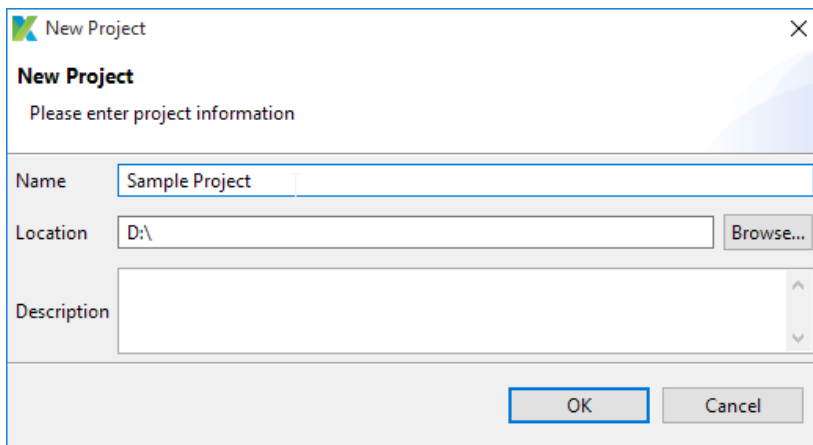 New Project
New Project
Please enter project information
Name Sample Project
Location D:\ Browse...
Description
OK Cancel